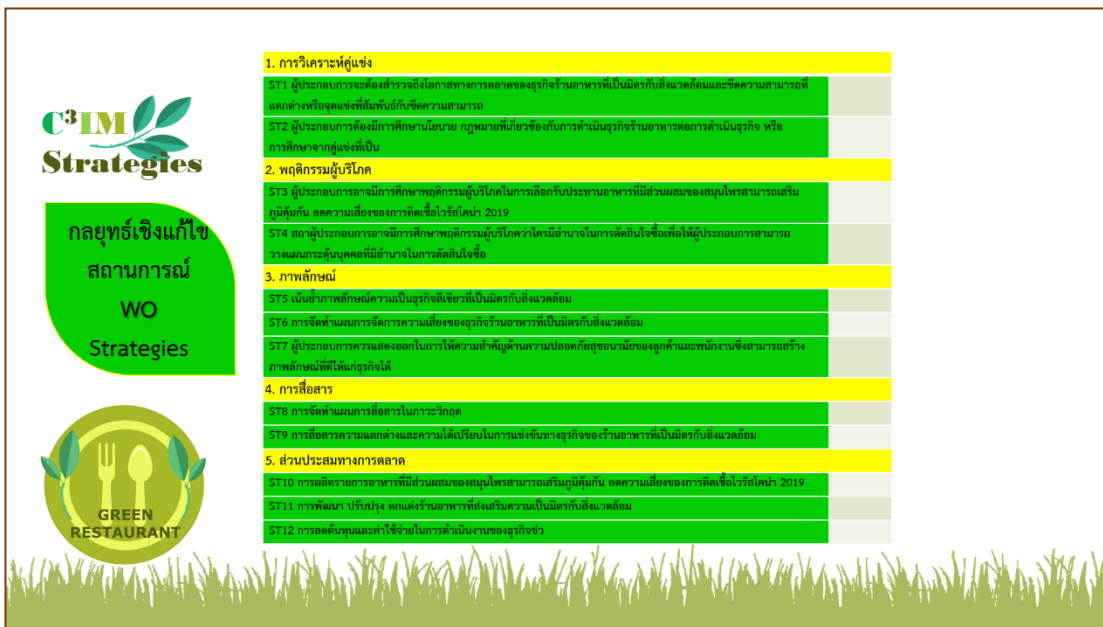 C³IM
Strategies
กลยุทธ์เชิงแก้ไข
สถานการณ์
WO
Strategies
GREEN
RESTAURANT
1. การวิเคราะห์คู่แข่ง
ST1 ผู้ประกอบการจะต้องสำรวจถึงโอกาสทางการตลาดของธุรกิจร้านอาหารที่เป็นมิตรกับสิ่งแวดล้อมและขีดความสามารถที่
แตกต่างหรือจุดแข่งที่สัมพันธ์กับขีดความสามารถ
ST2 ผู้ประกอบการต้องมีการศึกษานโยบาย กฎหมายที่เกี่ยวข้องกับการดำเนินธุรกิจร้านอาหารต่อการดำเนินธุรกิจ หรือ
การศึกษาจากคู่แข่งที่เป็น
2. พฤติกรรมผู้บริโภค
ST3 ผู้ประกอบการอาจมีการศึกษาพฤติกรรมผู้บริโภคในการเลือกรับประทานอาหารที่มีส่วนผสมของสมุนไพรสามารถเสริม
ภูมิคุ้มกัน ลดความเสี่ยงของการติดเชื้อไวรัสโคน่า 2019
ST4 สถาผู้ประกอบการอาจมีการศึกษาพฤติกรรมผู้บริโภคว่าใครมีอำนาจในการตัดสินใจซื้อเพื่อให้ผู้ประกอบการสามารถ
วางแผนกระตุ้นบุคคลที่มีอำนาจในการตัดสินใจซื้อ
3. ภาพลักษณ์
ST5 เน้นย้ำภาพลักษณ์ความเป็นธุรกิจสีเขียวที่เป็นมิตรกับสิ่งแวดล้อม
ST6 การจัดทำแผนการจัดการความเสี่ยงของธุรกิจร้านอาหารที่เป็นมิตรกับสิ่งแวดล้อม
ST7 ผู้ประกอบการควรแสดงออกในการให้ความสำคัญด้านความปลอดภัยสุขอนามัยของลูกค้าและพนักงานซึ่งสามารถสร้าง
ภาพลักษณ์ที่ดีให้แก่ธุรกิจได้
4. การสื่อสาร
ST8 การจัดทำแผนการสื่อสารในภาวะวิกฤต
ST9 การสื่อสารความแตกต่างและความได้เปรียบในการแข่งขันทางธุรกิจของร้านอาหารที่เป็นมิตรกับสิ่งแวดล้อม
5. ส่วนประสมทางการตลาด
ST10 การผลิตรายการอาหารที่มีส่วนผสมของสมุนไพรสามารถเสริมภูมิคุ้มกัน ลดความเสี่ยงของการติดเชื้อไวรัสโคน่า 2019
ST11 การพัฒนา ปรับปรุง ตกแต่งร้านอาหารที่ส่งเสริมความเป็นมิตรกับสิ่งแวดล้อม
ST12 การลดต้นทุนและค่าใช้จ่ายในการดำเนินงานของธุรกิจช่ว